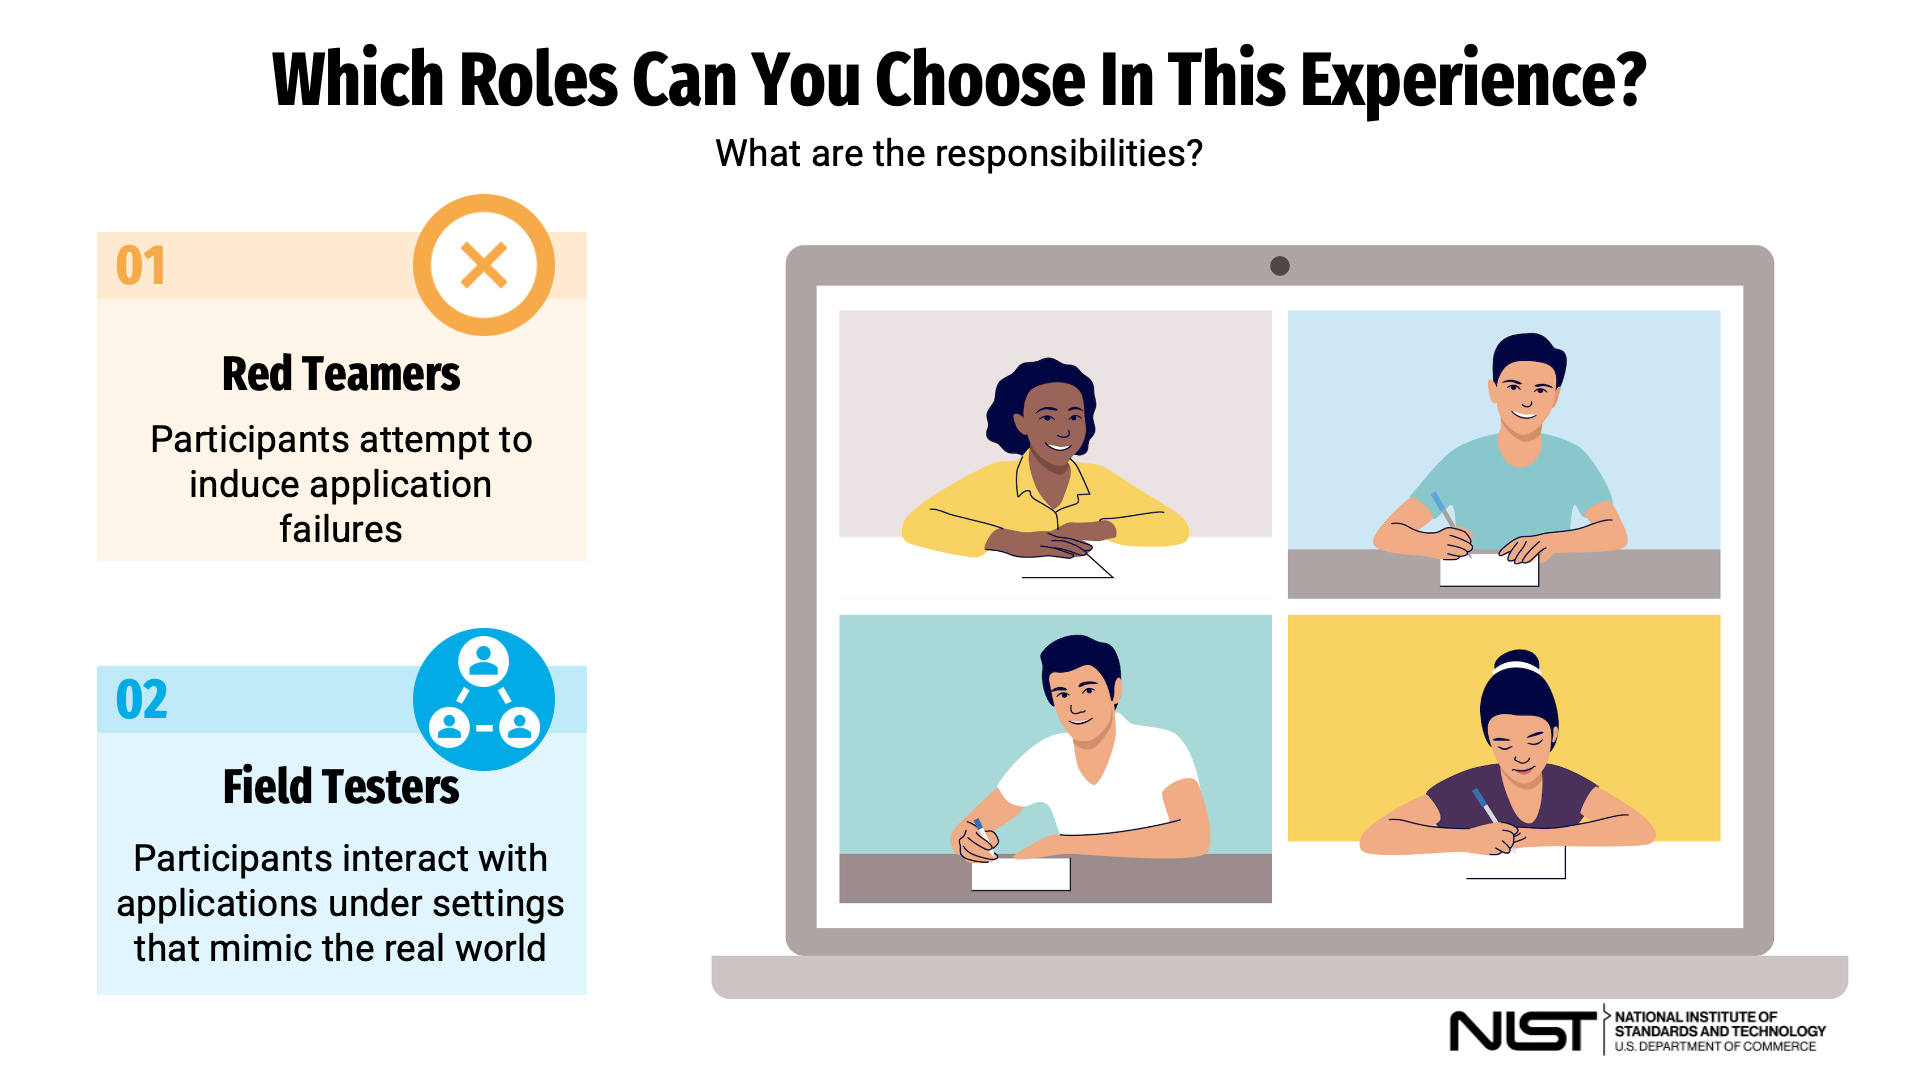 Which Roles Can You Choose In This Experience?
What are the responsibilities?
01
Red Teamers
Participants attempt to
induce application
failures
02
Field Testers
Participants interact with
applications under settings
that mimic the real world
NIST
NATIONAL INSTITUTE OF
STANDARDS AND TECHNOLOGY
U.S. DEPARTMENT OF COMMERCE